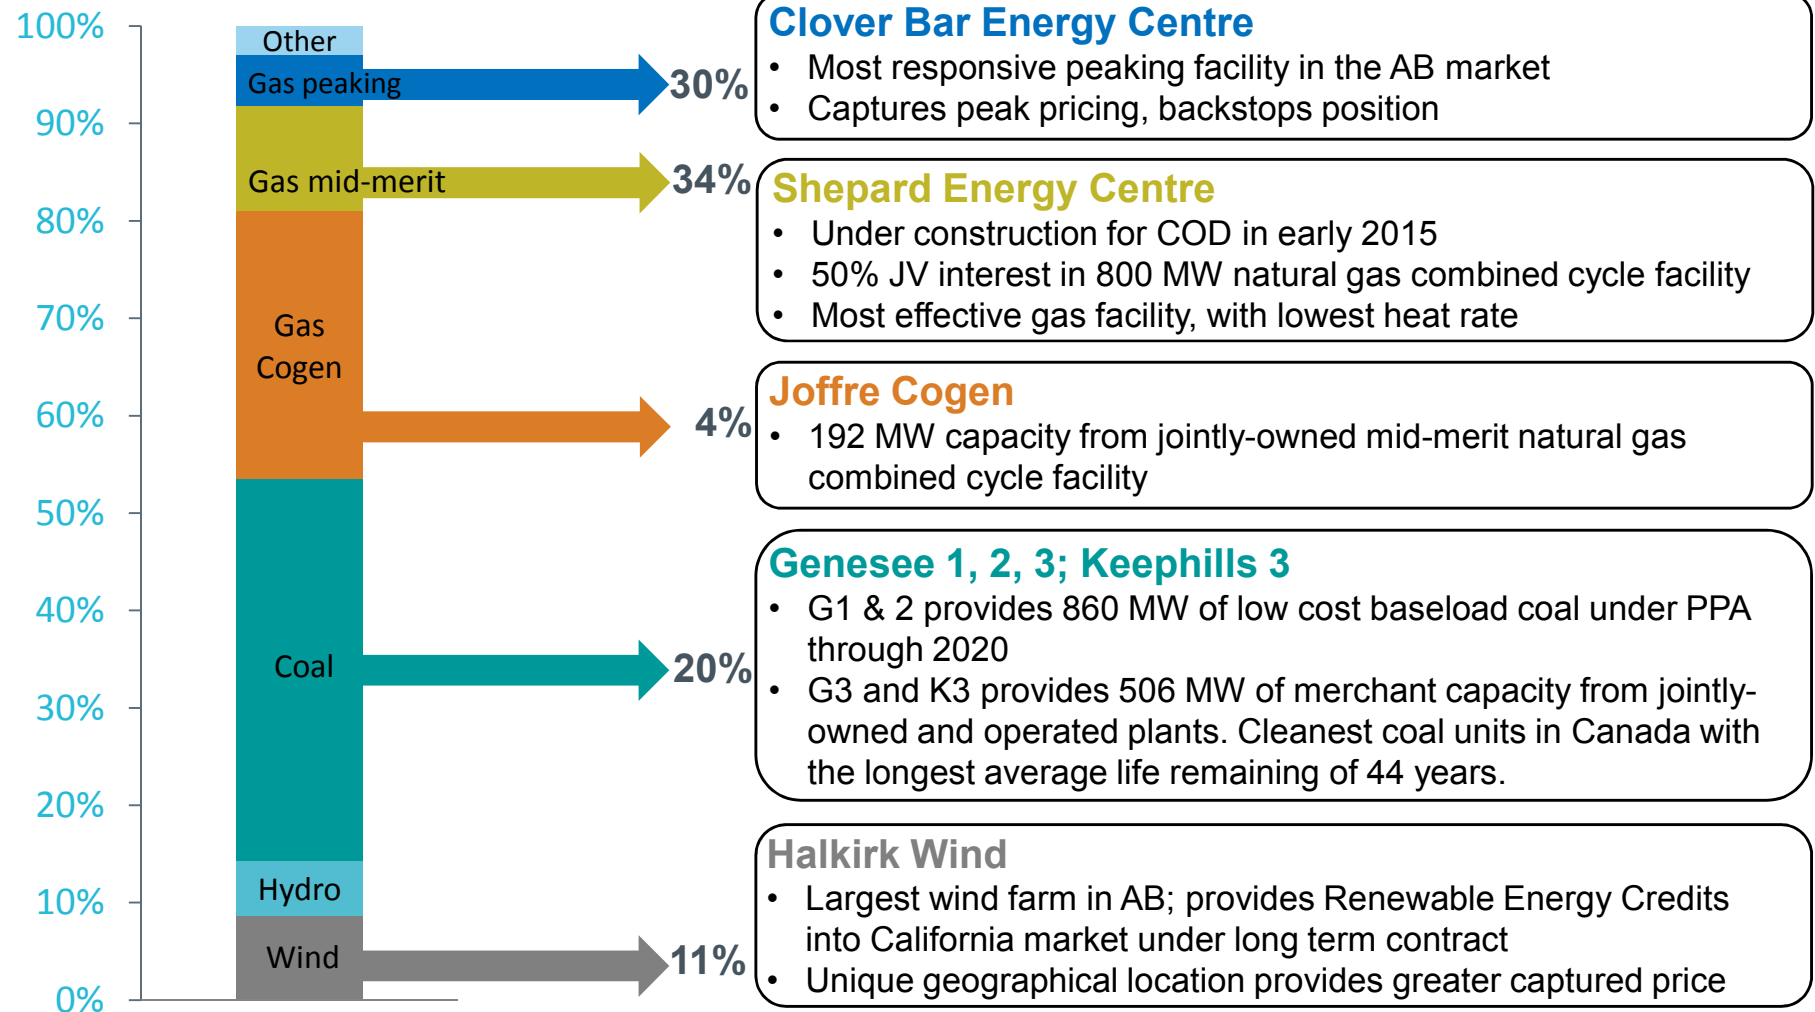 100%
90%
80%
70%
60%
50%
40%
30%
20%
10%
0%
Other
Gas peaking
Gas mid-merit
Gas
Cogen
Coal
Hydro
Wind
30%
34%
4%
20%
11%
Clover Bar Energy Centre
• Most responsive peaking facility in the AB market
• Captures peak pricing, backstops position
Shepard Energy Centre
• Under construction for COD in early 2015
• 50% JV interest in 800 MW natural gas combined cycle facility
• Most effective gas facility, with lowest heat rate
Joffre Cogen
• 192 MW capacity from jointly-owned mid-merit natural gas
combined cycle facility
Genesee 1, 2, 3; Keephills 3
• G1 & 2 provides 860 MW of low cost baseload coal under PPA
through 2020
• G3 and K3 provides 506 MW of merchant capacity from jointly-
owned and operated plants. Cleanest coal units in Canada with
the longest average life remaining of 44 years.
Halkirk Wind
• Largest wind farm in AB; provides Renewable Energy Credits
into California market under long term contract
• Unique geographical location provides greater captured price